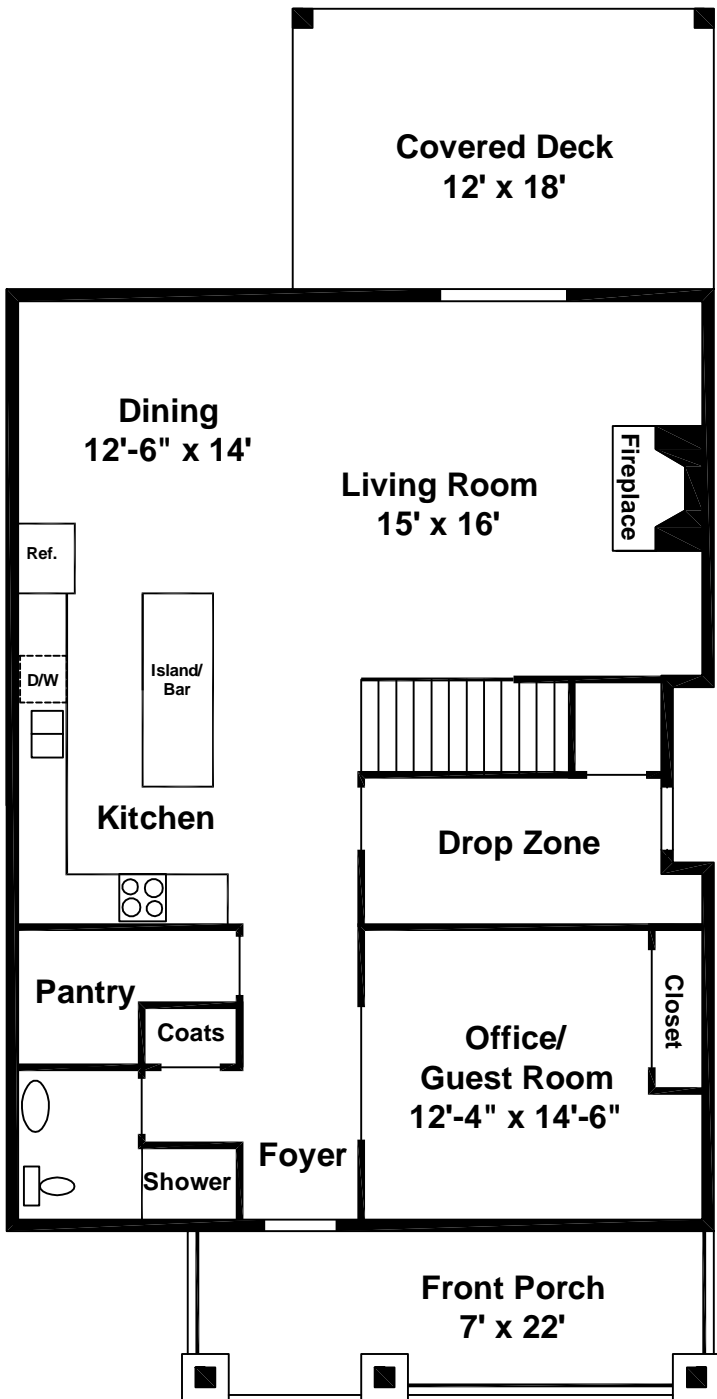 Covered Deck
12' x 18'
Dining
12'-6" x 14'
Living Room
15' x 16'
Fireplace
Ref.
D/W
Island/
Bar
Kitchen
Drop Zone
Pantry
Coats
Closet
Office/
Guest Room
12'-4" x 14'-6"
Foyer
Shower
Front Porch
7' x 22'